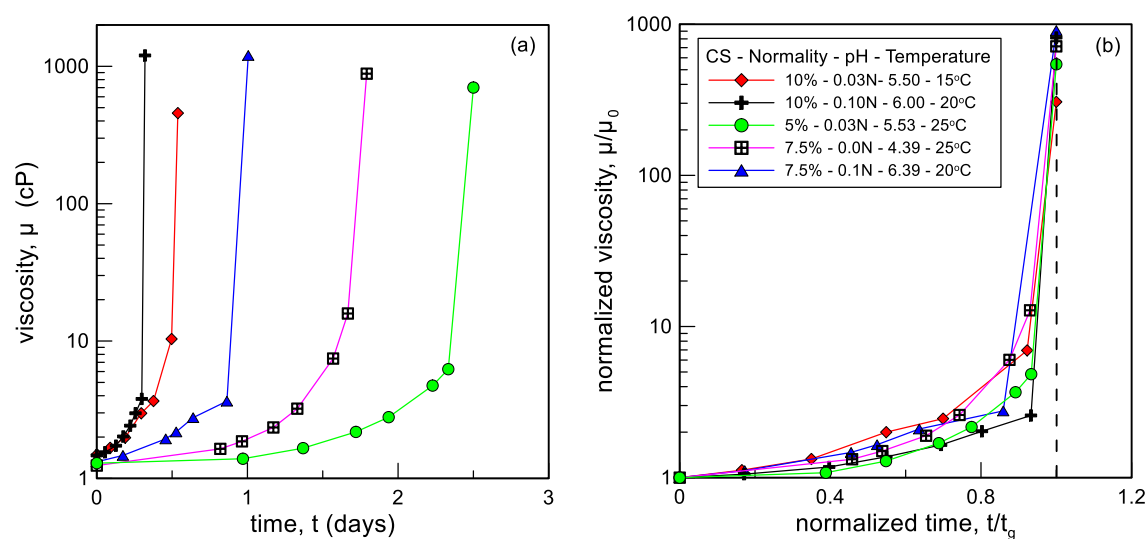 (a)
viscosity, μ (cP)
1000
100
10
1
0
1
2
3
time, t (days)
(b)
normalized viscosity, μ/μ₀
1000
100
10
1
CS - Normality - pH - Temperature
10% - 0.03N - 5.50 - 15°C
10% - 0.10N - 6.00 - 20°C
5% - 0.03N - 5.53 - 25°C
7.5% - 0.0N - 4.39 - 25°C
7.5% - 0.1N - 6.39 - 20°C
0
0.4
0.8
1.2
normalized time, t/tg